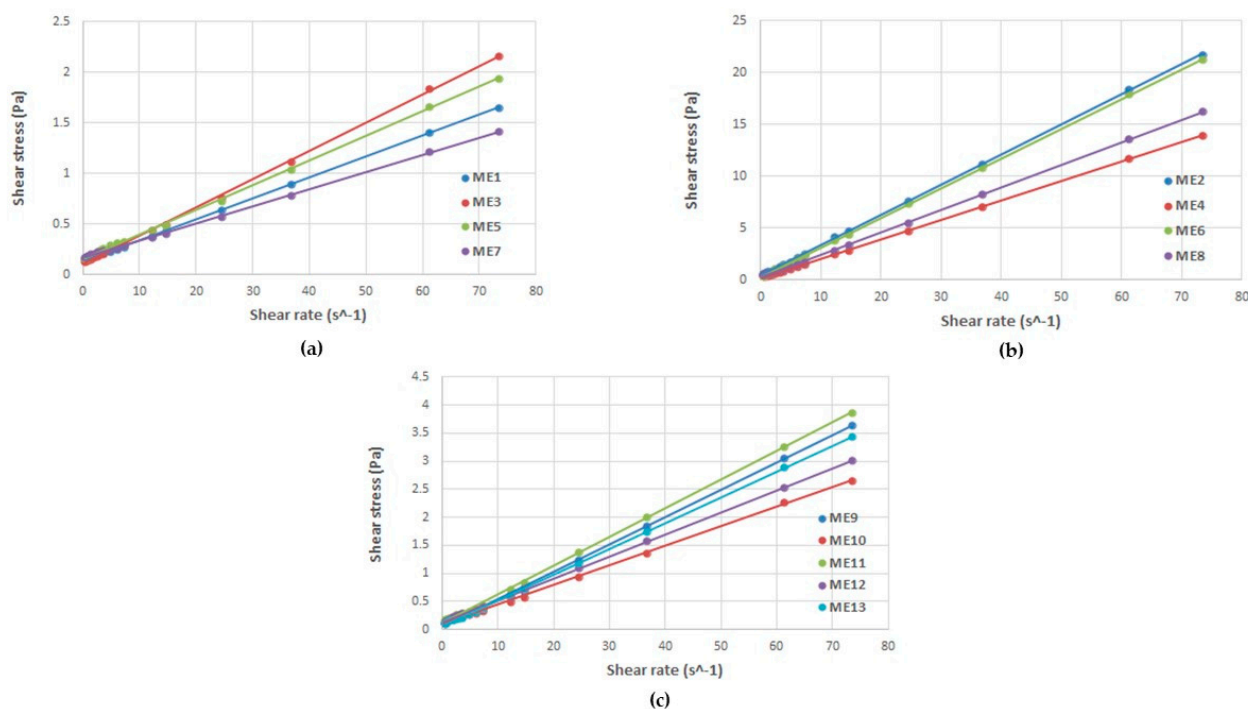 2.5
2
1.5
1
0.5
0
Shear stress (Pa)
ME1
ME3
ME5
ME7
0 10 20 30 40 50 60 70 80
Shear rate (s^-1)
(a)
25
20
15
10
5
0
Shear stress (Pa)
ME2
ME4
ME6
ME8
0 10 20 30 40 50 60 70 80
Shear rate (s^-1)
(b)
4.5
4
3.5
3
2.5
2
1.5
1
0.5
0
Shear stress (Pa)
ME9
ME10
ME11
ME12
ME13
0 10 20 30 40 50 60 70 80
Shear rate (s^-1)
(c)